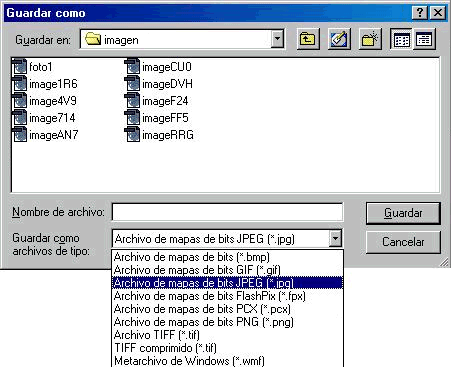 Guardar como
Guardar en: imagen
foto1
image1R6
image4V9
image714
imageAN7
imageCU0
imageDVH
imageF24
imageFF5
imageRRG
Nombre de archivo:
Guardar
Guardar como archivos de tipo:
Archivo de mapas de bits JPEG (*.jpg)
Cancelar
Archivo de mapas de bits (*.bmp)
Archivo de mapas de bits GIF (*.gif)
Archivo de mapas de bits JPEG (*.jpg)
Archivo de mapas de bits FlashPix (*.fpx)
Archivo de mapas de bits PCX (*.pcx)
Archivo de mapas de bits PNG (*.png)
Archivo TIFF (*.tif)
TIFF comprimido (*.tif)
Metarchivo de Windows (*.wmf)